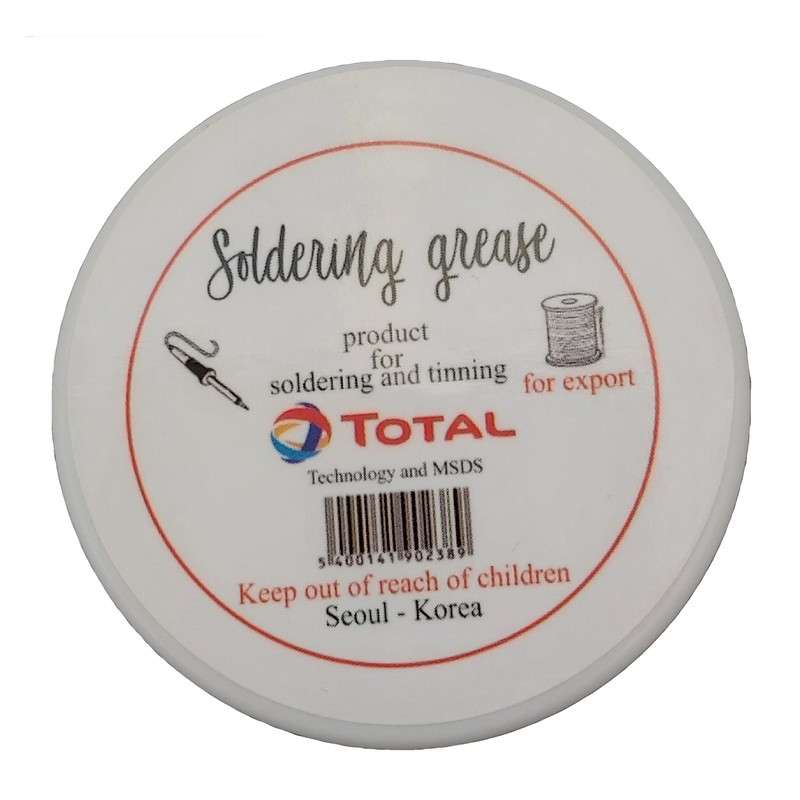 Soldering grease
product
for
soldering and tinning
for export
TOTAL
Technology and MSDS
5 400141 902389
Keep out of reach of children
Seoul - Korea